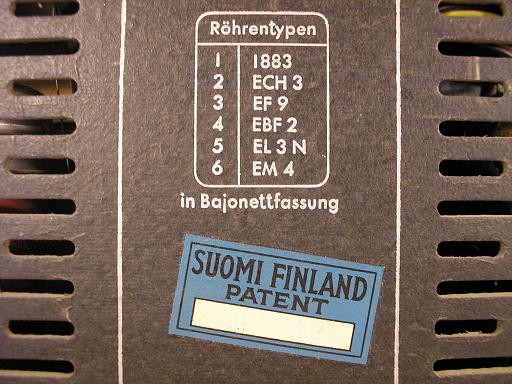 Röhrentypen
1 1883
2 ECH 3
3 EF 9
4 EBF 2
5 EL 3 N
6 EM 4
in Bajonettfassung
SUOMI FINLAND
PATENT